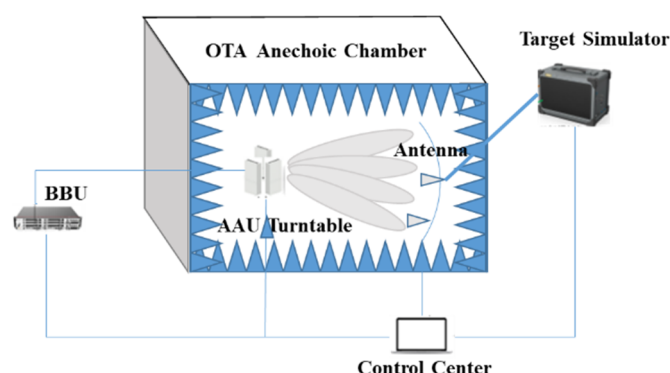 OTA Anechoic Chamber
Target Simulator
Antenna
BBU
AAU Turntable
Control Center